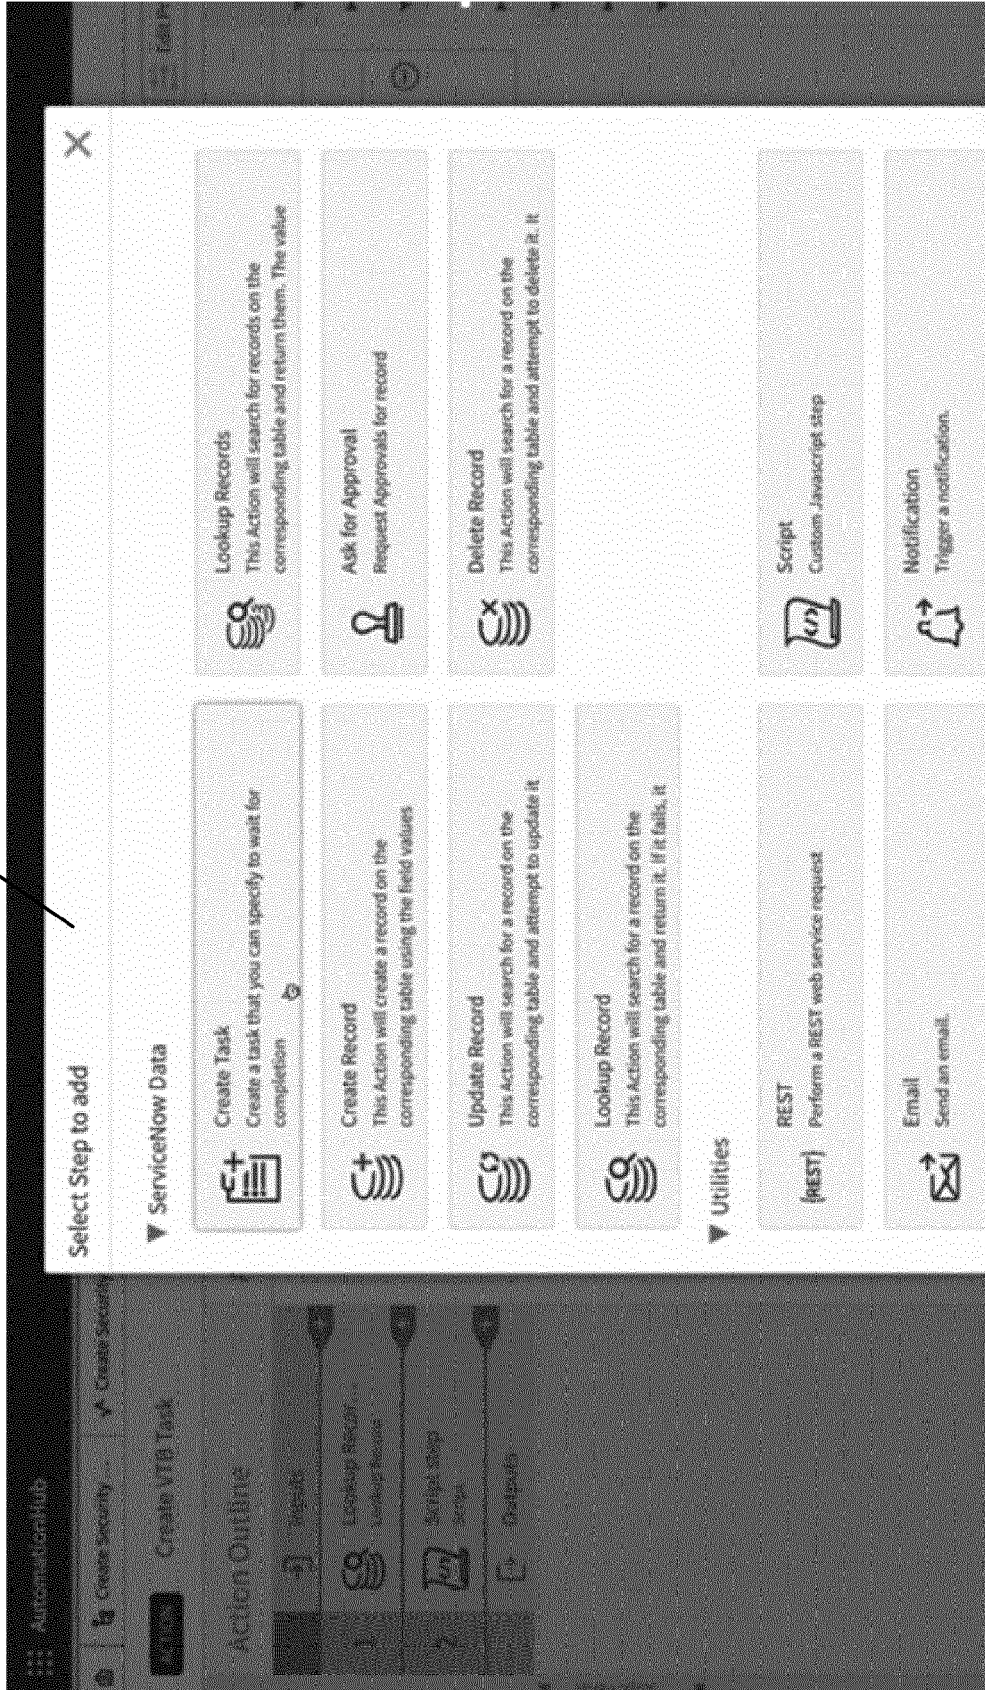 AutomationHub
Create Security ...
Create Security
Edit Pr
Create VTB Task
Action Outline
Inputs
1
Lookup Recor...
2
Script step
Script
Outputs
Select Step to add
ServiceNow Data
Create Task
Create a task that you can specify to wait for
completion
Lookup Records
This Action will search for records on the
corresponding table and return them. The value
Create Record
This Action will create a record on the
corresponding table using the field values
Ask for Approval
Request Approvals for record
Update Record
This Action will search for a record on the
corresponding table and attempt to update it
Delete Record
This Action will search for a record on the
corresponding table and attempt to delete it. It
Lookup Record
This Action will search for a record on the
corresponding table and return it. If it fails, it
Utilities
[REST]
REST
Perform a REST web service request
Script
Custom Javascript step
Email
Send an email.
Notification
Trigger a notification.